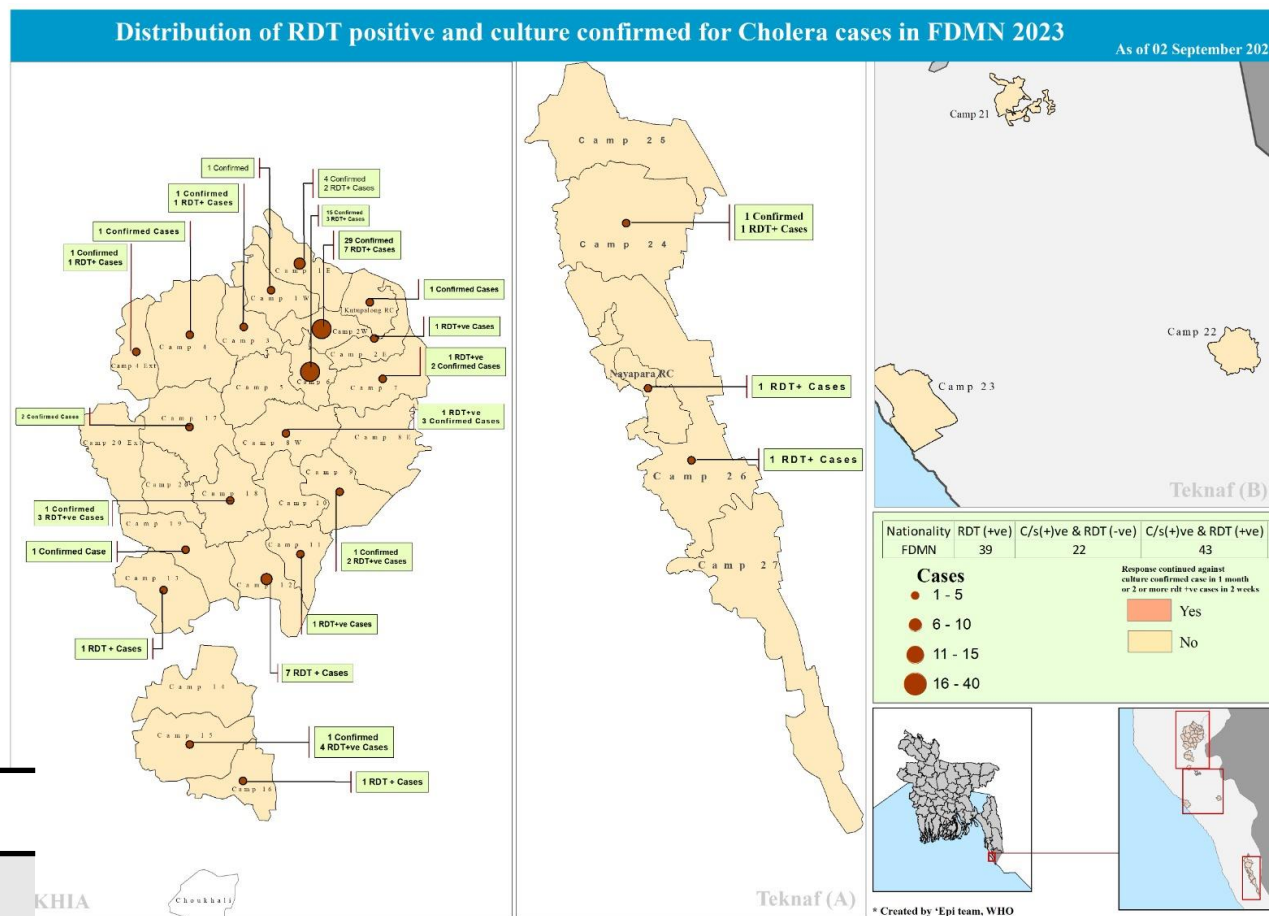 Distribution of RDT positive and culture confirmed for Cholera cases in FDMN 2023
As of 02 September 202
1 Confirmed
4 Confirmed
2 RDT+ Cases
1 Confirmed
1 RDT+ Cases
15 Confirmed
3 RDT+ Cases
1 Confirmed Cases
29 Confirmed
7 RDT+ Cases
1 Confirmed
1 RDT+ Cases
1 Confirmed Cases
1 RDT+ve Cases
1 RDT+ve
2 Confirmed Cases
2 Confirmed Cases
1 RDT+ve
3 Confirmed Cases
1 Confirmed
3 RDT+ve Cases
1 Confirmed Case
1 Confirmed
2 RDT+ve Cases
1 RDT+ve Cases
1 RDT + Cases
7 RDT + Cases
1 Confirmed
4 RDT+ve Cases
1 RDT + Cases
Camp 1E
Camp 1W
Kutupalong RC
Camp 2W
Camp 3
Camp 4
Camp 4 Ext
Camp 2E
Camp 5
Camp 6
Camp 7
Camp 17
Camp 8W
Camp 8E
Camp 20 Ext
Camp 9
Camp 20
Camp 18
Camp 19
Camp 11
Camp 13
Camp 12
Camp 14
Camp 15
Camp 16
Choukhali
KHIA
Camp 25
1 Confirmed
1 RDT+ Cases
Camp 24
Nayapara RC
1 RDT+ Cases
1 RDT+ Cases
Camp 26
Camp 27
Teknaf (A)
Camp 21
Camp 22
Camp 23
Teknaf (B)
Nationality RDT (+ve) C/s(+)ve & RDT (-ve) C/s(+)ve & RDT (+ve)
FDMN 39 22 43
Cases
1 - 5
6 - 10
11 - 15
16 - 40
Response continued against
culture confirmed case in 1 month
or 2 or more rdt +ve cases in 2 weeks
Yes
No
* Created by ‘Epi team, WHO